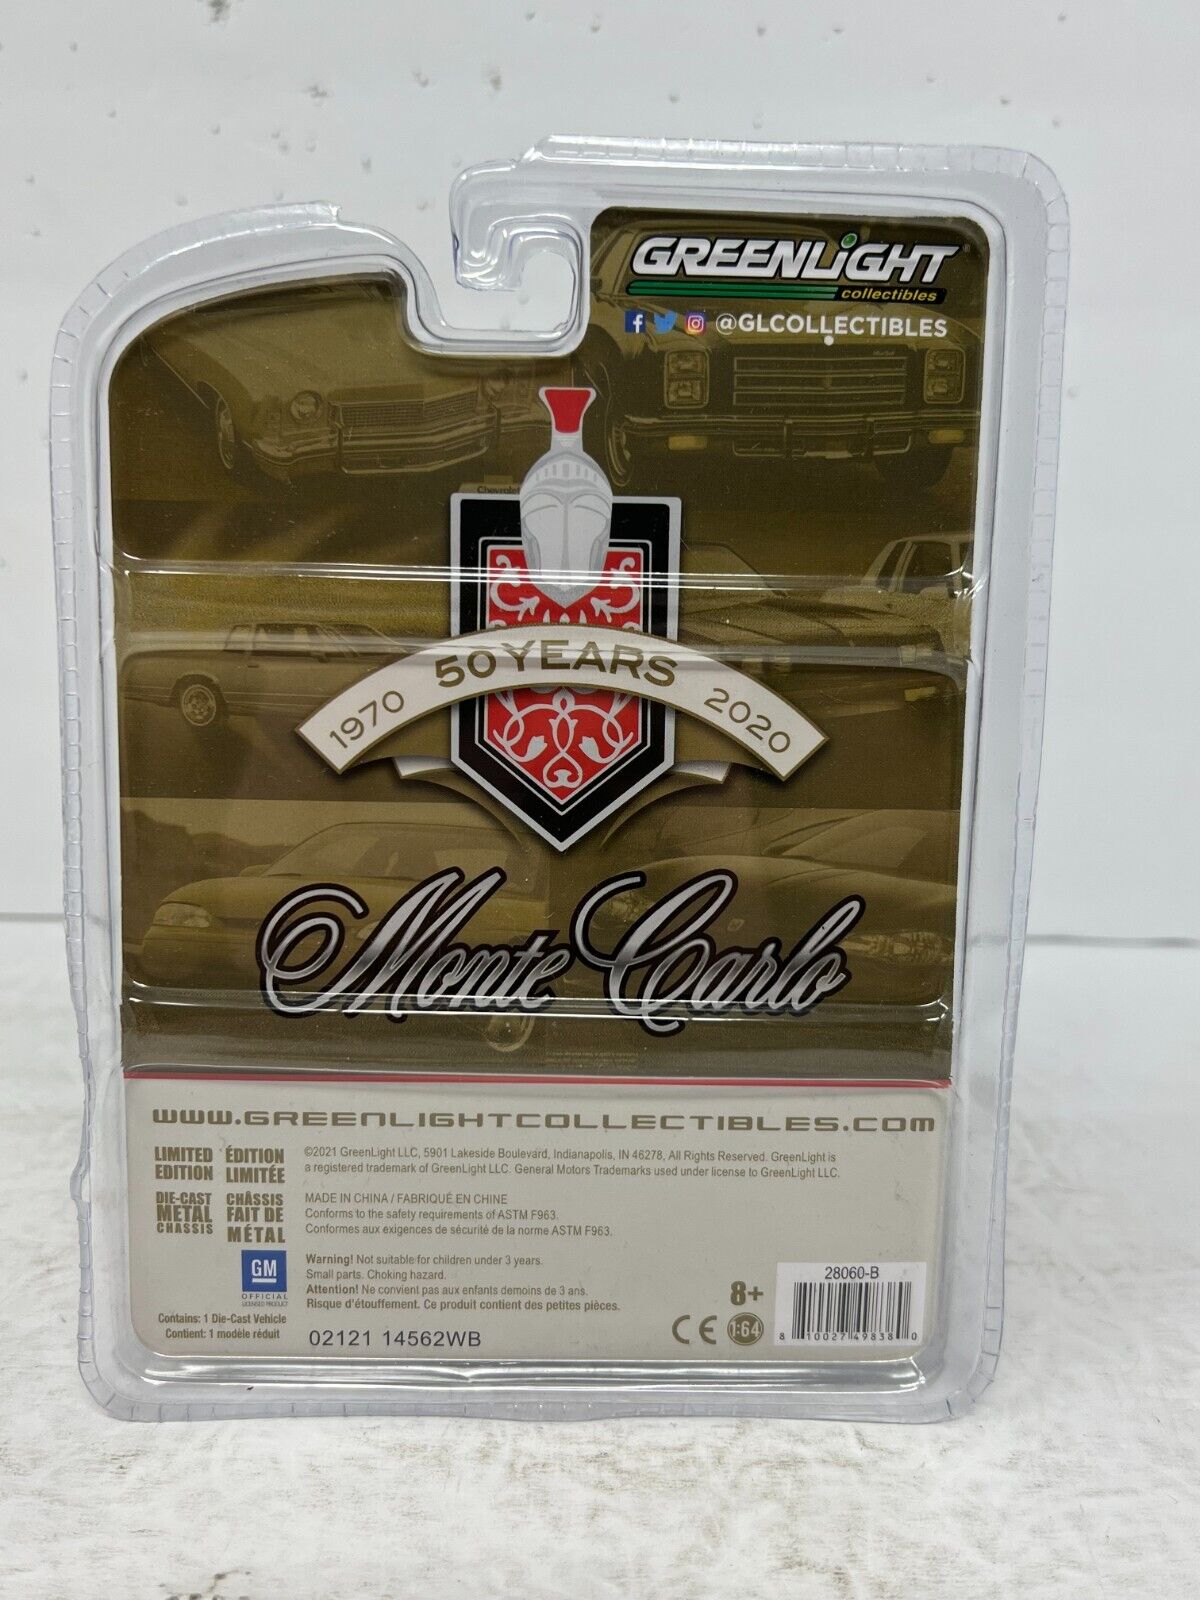 GREENLiGHT®
collectibles
@GLCOLLECTIBLES
Chevrolet
50 YEARS
1970
2020
Monte Carlo
WWW.GREENLIGHTCOLLECTIBLES.COM
LIMITED EDITION
ÉDITION LIMITÉE
©2021 GreenLight LLC, 5901 Lakeside Boulevard, Indianapolis, IN 46278, All Rights Reserved. GreenLight is
a registered trademark of GreenLight LLC. General Motors Trademarks used under license to GreenLight LLC.
DIE-CAST
METAL
CHASSIS
CHÂSSIS
FAIT DE
MÉTAL
MADE IN CHINA / FABRIQUÉ EN CHINE
Conforms to the safety requirements of ASTM F963.
Conformes aux exigences de sécurité de la norme ASTM F963.
GM
OFFICIAL
LICENSED PRODUCT
Warning! Not suitable for children under 3 years.
Small parts. Choking hazard.
Attention! Ne convient pas aux enfants demoins de 3 ans.
Risque d'étouffement. Ce produit contient des petites pièces.
Contains: 1 Die-Cast Vehicle
Contient: 1 modèle réduit
02121 14562WB
8+
CE
1:64
28060-B
8 10027 49838 0